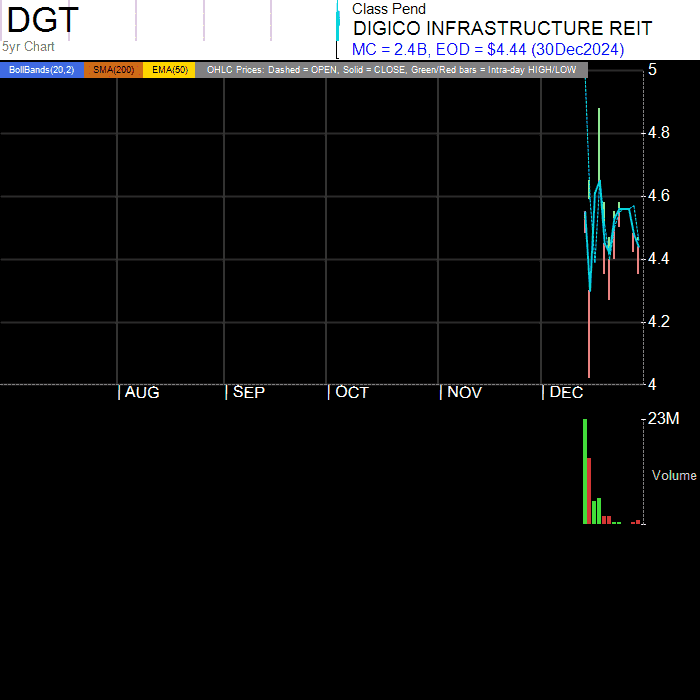 DGT
5yr Chart
Class Pend
DIGICO INFRASTRUCTURE REIT
MC = 2.4B, EOD = $4.44 (30Dec2024)
BollBands(20,2) SMA(200) EMA(50) OHLC Prices: Dashed = OPEN, Solid = CLOSE, Green/Red bars = Intra-day HIGH/LOW
5
4.8
4.6
4.4
4.2
4
AUG SEP OCT NOV DEC
23M
Volume